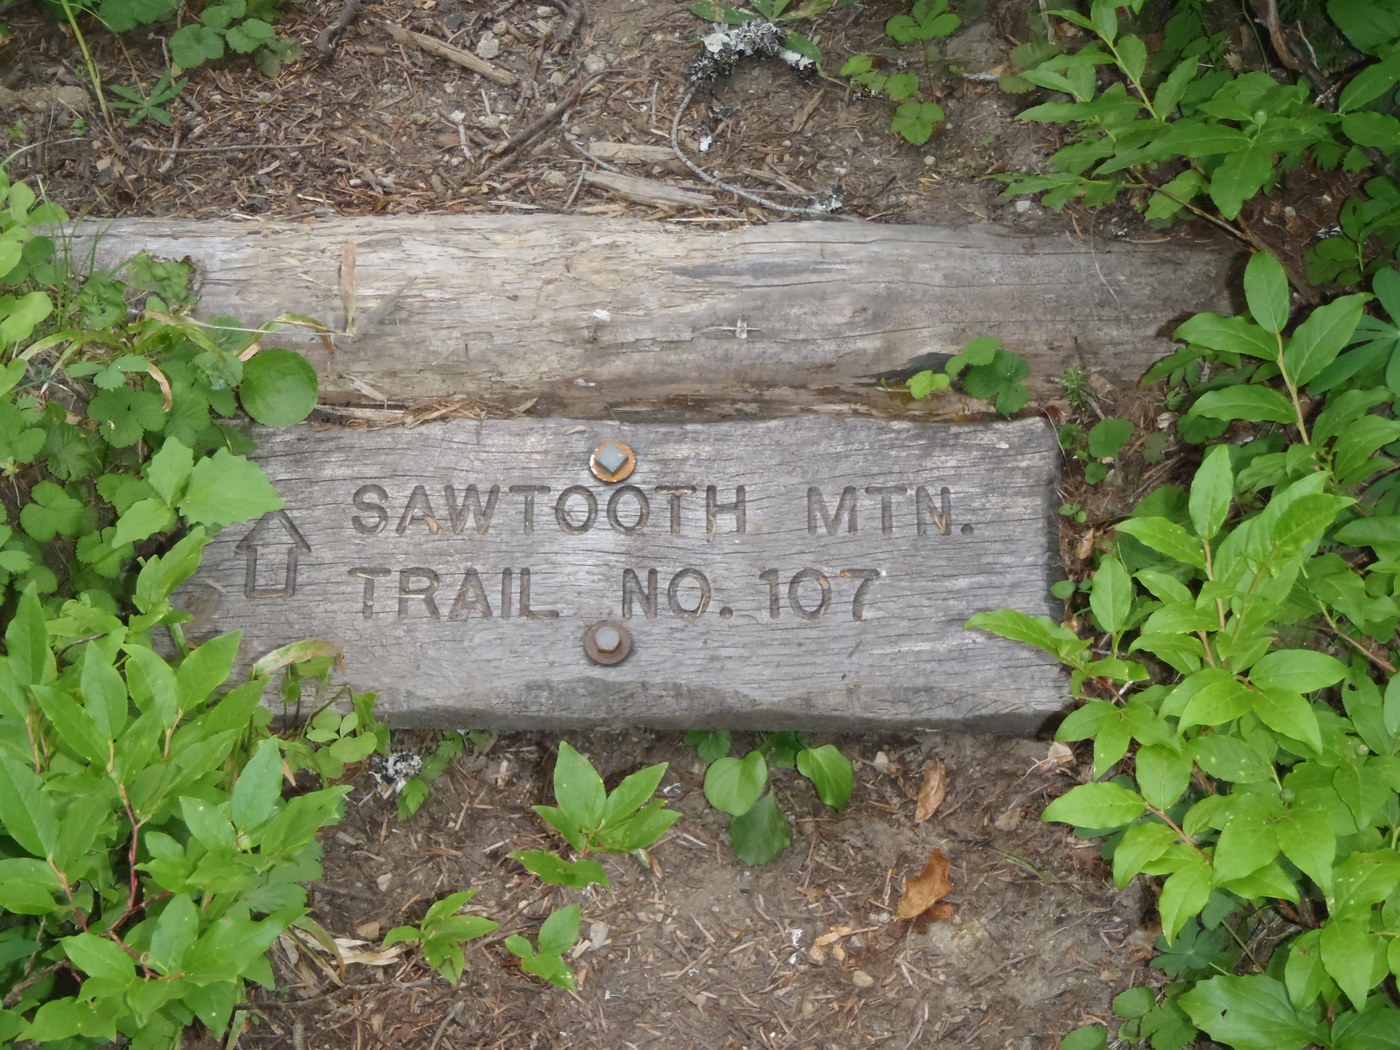 SAWTOOTH MTN.
TRAIL NO. 107